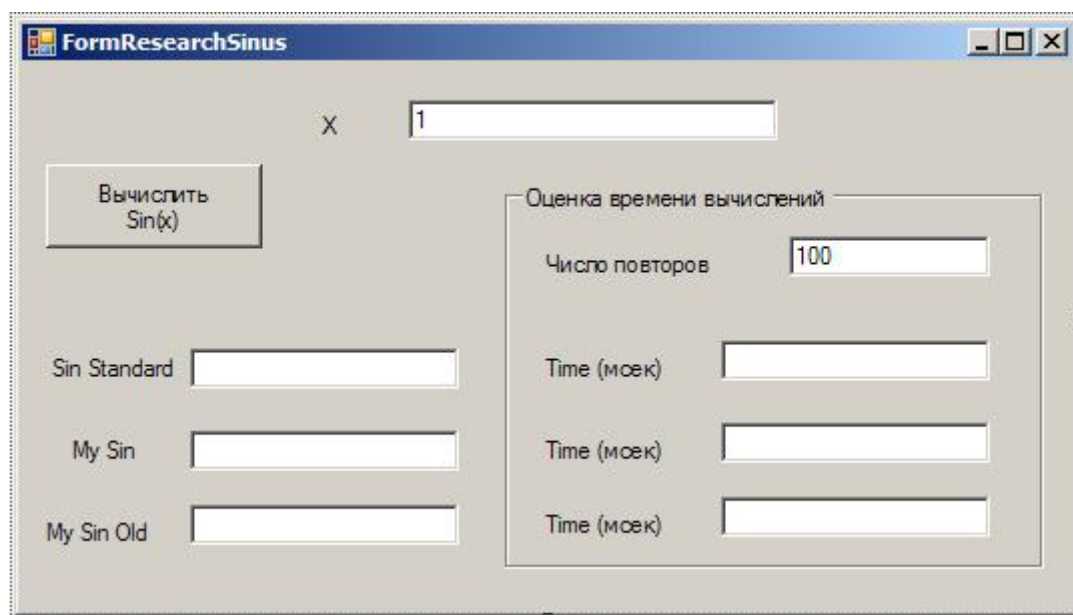 FormResearchSinus
X
1
Вычислить
Sin(x)
Оценка времени вычислений
Число повторов
100
Sin Standard
Time (мсек)
My Sin
Time (мсек)
My Sin Old
Time (мсек)